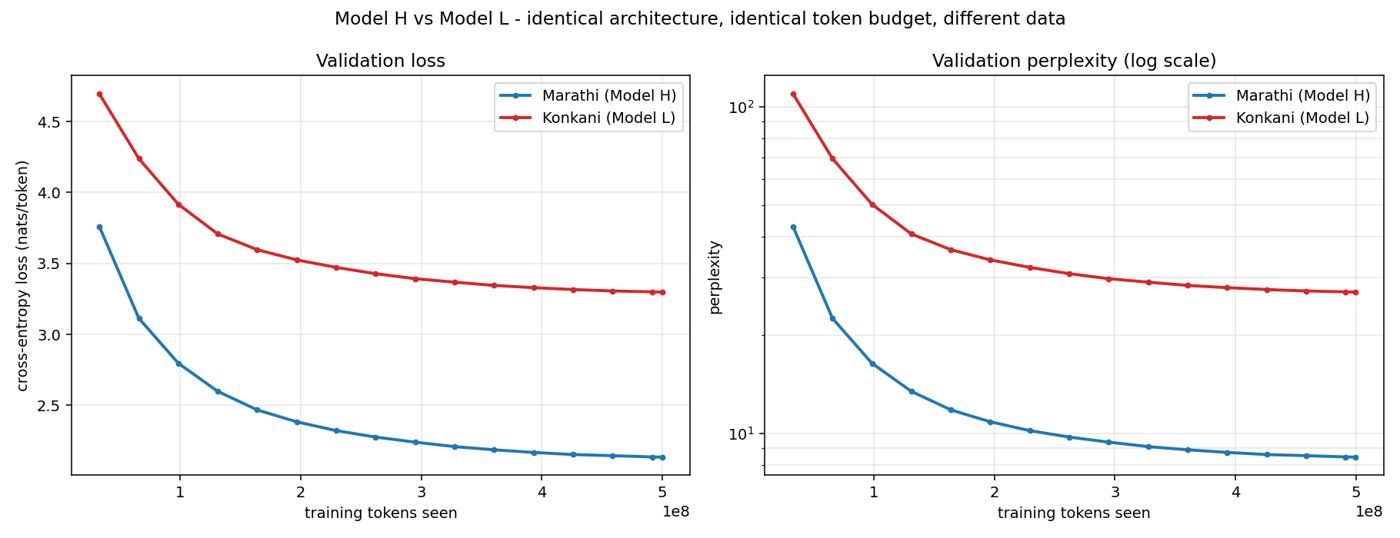 Model H vs Model L - identical architecture, identical token budget, different data
Validation loss
cross-entropy loss (nats/token)
4.5
4.0
3.5
3.0
2.5
Marathi (Model H)
Konkani (Model L)
1 2 3 4 5
1e8
training tokens seen
Validation perplexity (log scale)
perplexity
10²
10¹
Marathi (Model H)
Konkani (Model L)
1 2 3 4 5
1e8
training tokens seen